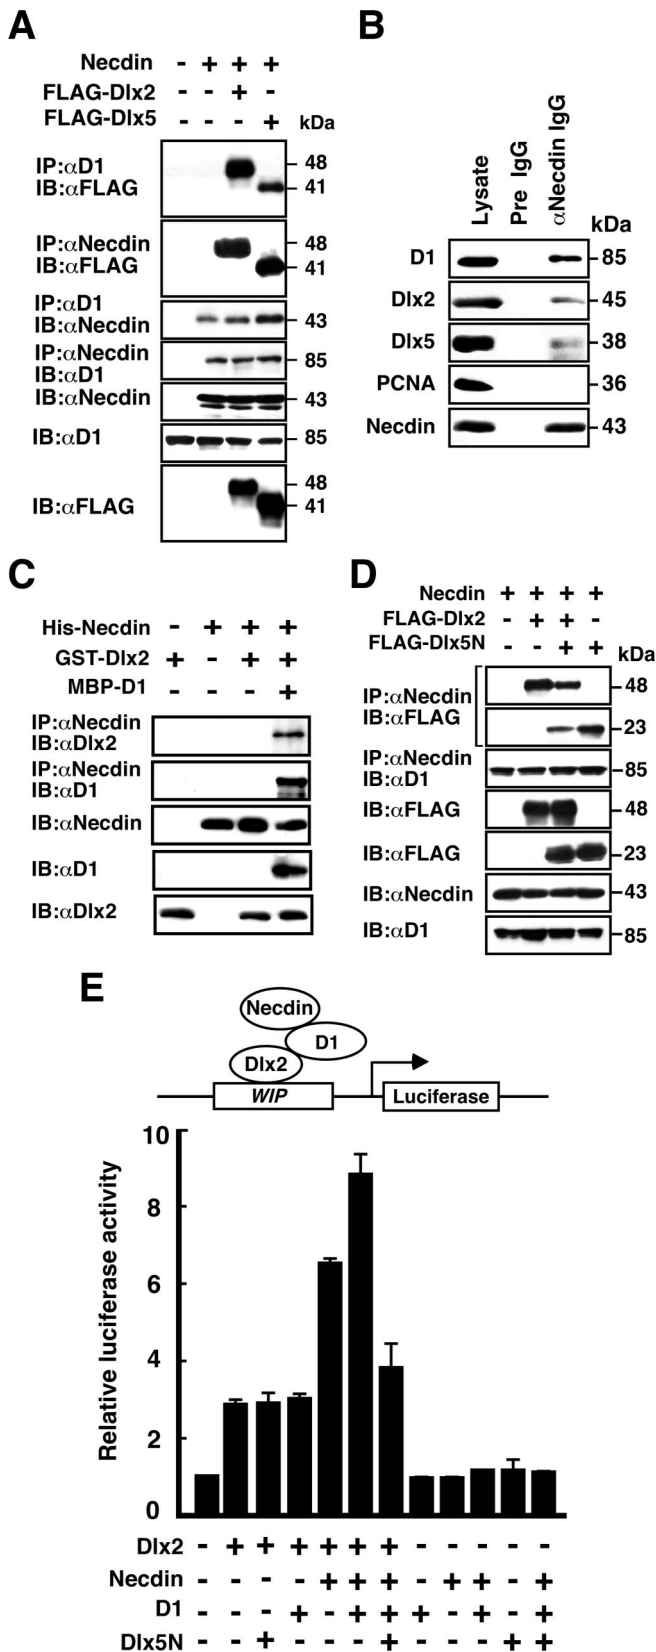 A
Necdin - + + +
FLAG-Dlx2 - - + -
FLAG-Dlx5 - - - +
kDa
IP:αD1
IB:αFLAG
48
41
IP:αNecdin
IB:αFLAG
48
41
IP:αD1
IB:αNecdin
43
IP:αNecdin
IB:αD1
85
IB:αNecdin
43
IB:αD1
85
IB:αFLAG
48
41
B
Lysate
Pre IgG
αNecdin IgG
kDa
D1 85
Dlx2 45
Dlx5 38
PCNA 36
Necdin 43
C
His-Necdin - + + +
GST-Dlx2 + - + +
MBP-D1 - - - +
IP:αNecdin
IB:αDlx2
IP:αNecdin
IB:αD1
IB:αNecdin
IB:αD1
IB:αDlx2
D
Necdin + + + +
FLAG-Dlx2 - + + -
FLAG-Dlx5N - - + +
kDa
IP:αNecdin
IB:αFLAG
48
23
IP:αNecdin
IB:αD1
85
IB:αFLAG
48
IB:αFLAG
23
IB:αNecdin
43
IB:αD1
85
E
Necdin
D1
Dlx2
WIP
Luciferase
Relative luciferase activity
10
8
6
4
2
0
Dlx2 - + + + + + + - - - - -
Necdin - - - - + + + - + + - +
D1 - - - + - + + + - + - +
Dlx5N - - + - - - + - - - + +